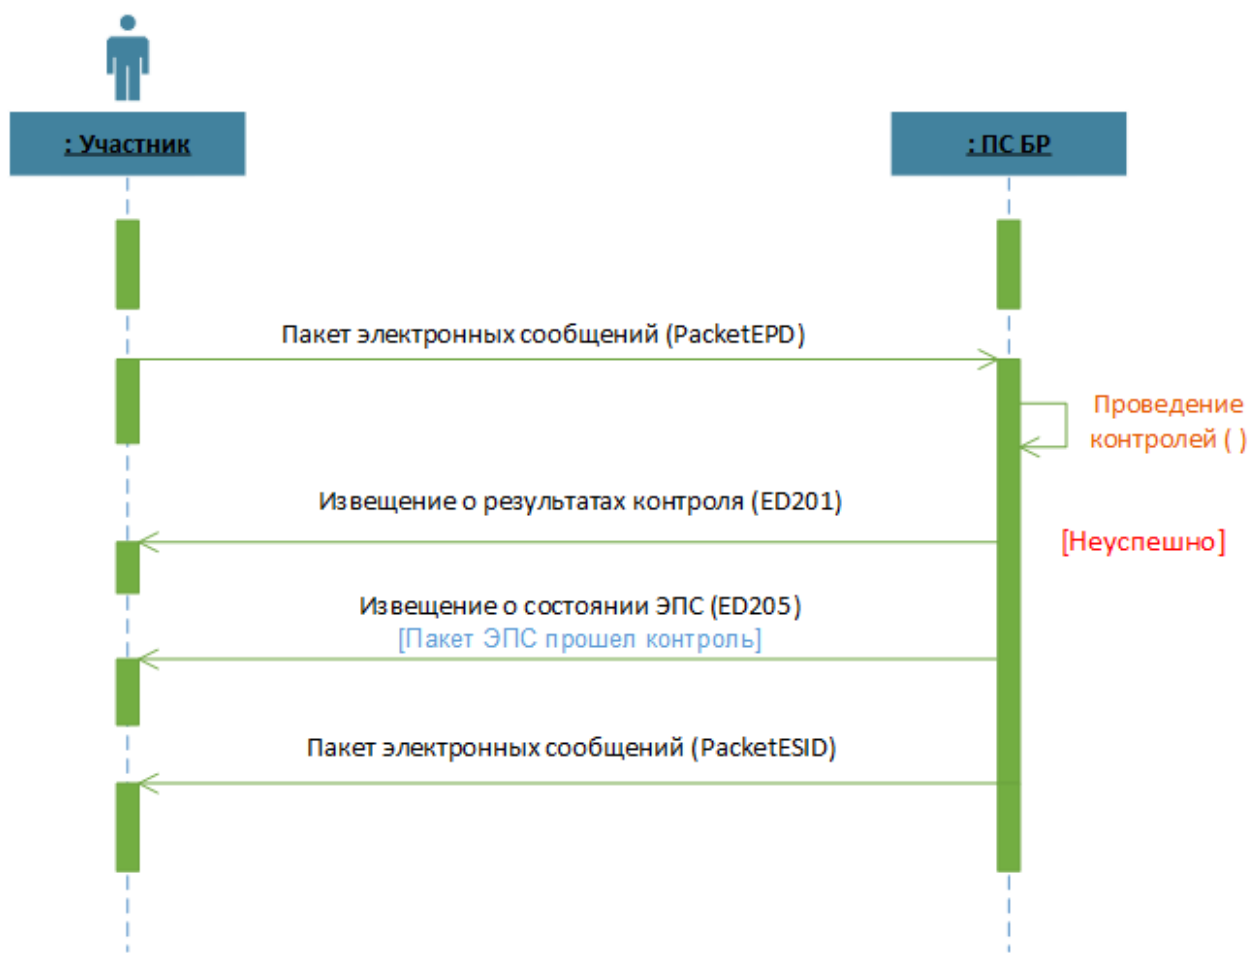 : Участник
: ПС БР
Пакет электронных сообщений (PacketEPD)
Проведение
контролей ( )
Извещение о результатах контроля (ED201)
[Неуспешно]
Извещение о состоянии ЭПС (ED205)
[Пакет ЭПС прошел контроль]
Пакет электронных сообщений (PacketESID)